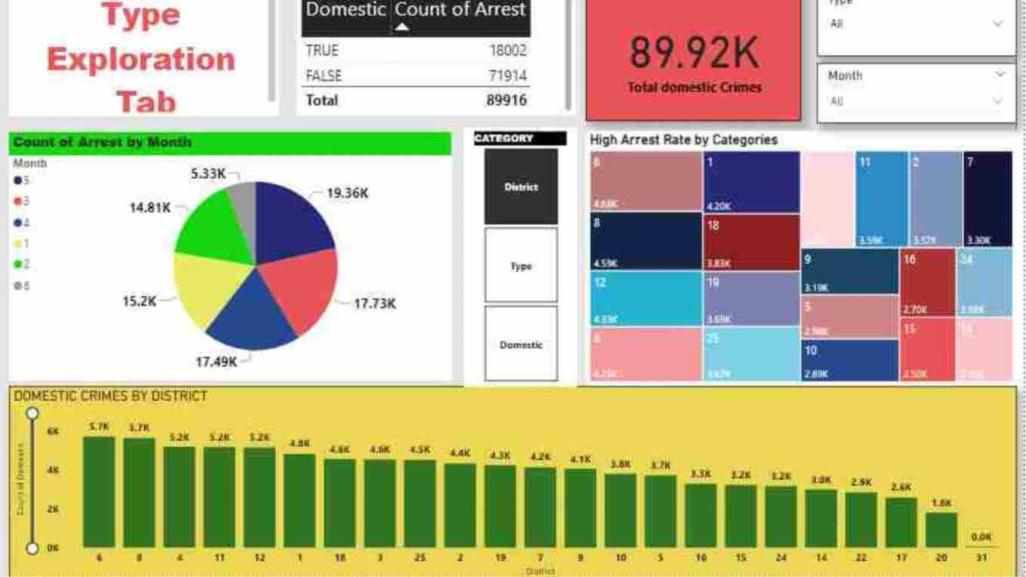 Type
Exploration
Tab
Domestic Count of Arrest
TRUE 18002
FALSE 71914
Total 89916
89.92K
Total domestic Crimes
Type
All
Month
All
Count of Arrest by Month
Month
5
3
4
1
2
6
5.33K
19.36K
14.81K
17.73K
15.2K
17.49K
CATEGORY
District
Type
Domestic
High Arrest Rate by Categories
6
4.68K
8
4.59K
12
4.33K
1
4.20K
18
3.83K
19
3.69K
25
11
3.59K
2
3.52K
7
3.30K
9
3.19K
5
10
2.89K
16
2.70K
24
15
2.50K
DOMESTIC CRIMES BY DISTRICT
Count of Domestic
6K
4K
2K
0K
5.7K 5.7K 5.2K 5.2K 5.2K 4.8K 4.6K 4.6K 4.5K 4.4K 4.3K 4.2K 4.1K 3.8K 3.7K 3.3K 3.2K 3.2K 3.0K 2.9K 2.6K 1.8K 0.0K
6 8 4 11 12 1 18 3 25 2 19 7 9 10 5 16 15 24 14 22 17 20 31
District